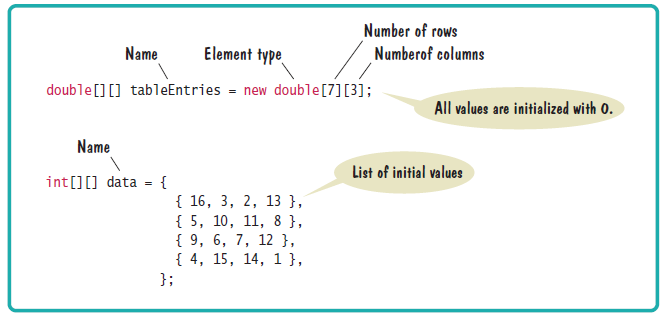 Number of rows
Name Element type Numberof columns
double[][] tableEntries = new double[7][3];
All values are initialized with 0.
Name
int[][] data = {
List of initial values
{ 16, 3, 2, 13 },
{ 5, 10, 11, 8 },
{ 9, 6, 7, 12 },
{ 4, 15, 14, 1 },
};